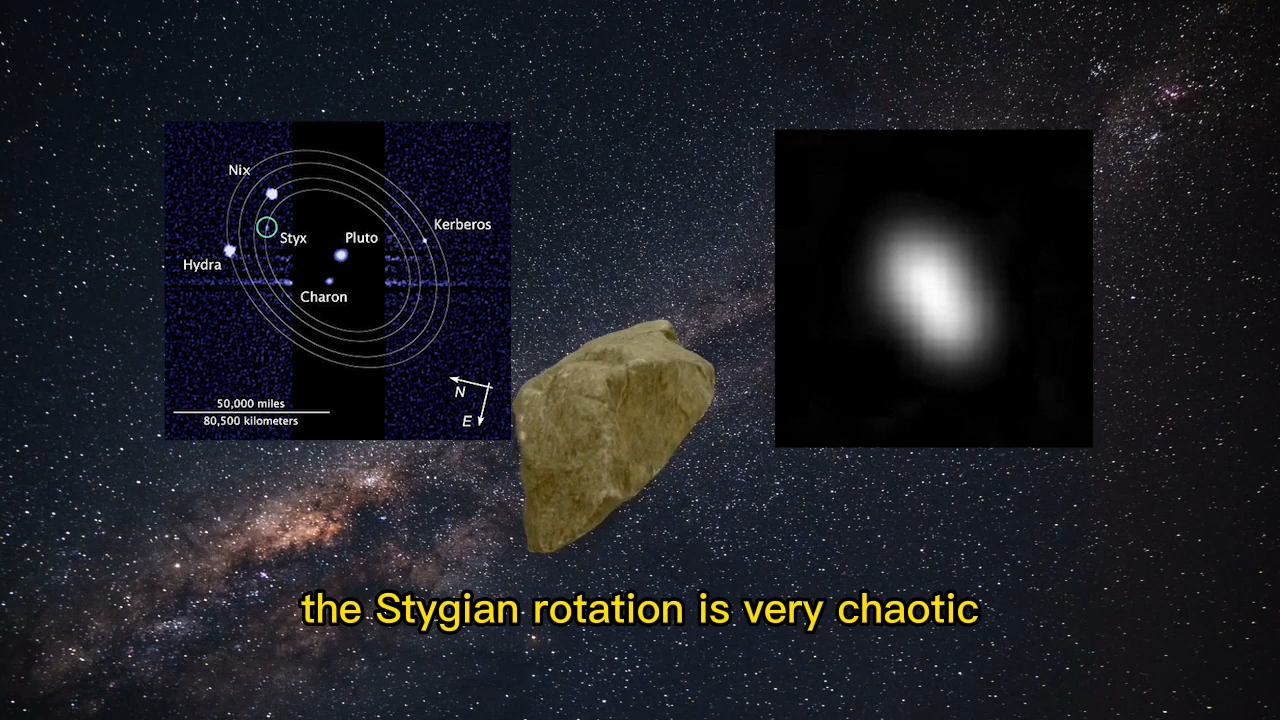 Nix
Kerberos
Styx
Pluto
Hydra
Charon
50,000 miles
80,500 kilometers
N
E
the Stygian rotation is very chaotic